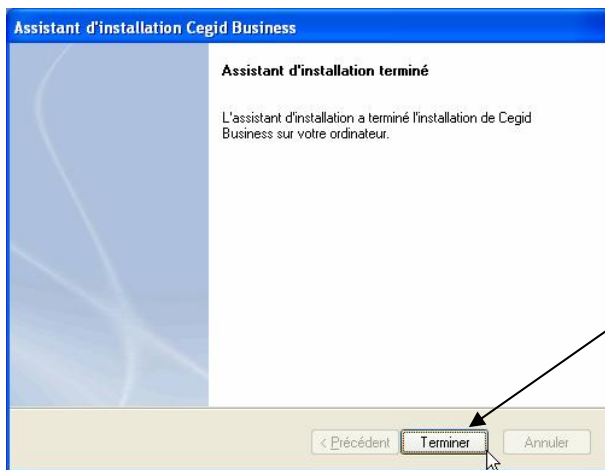 Assistant d'installation Cegid Business
Assistant d'installation terminé
L'assistant d'installation a terminé l'installation de Cegid
Business sur votre ordinateur.
< Précédent Terminer Annuler